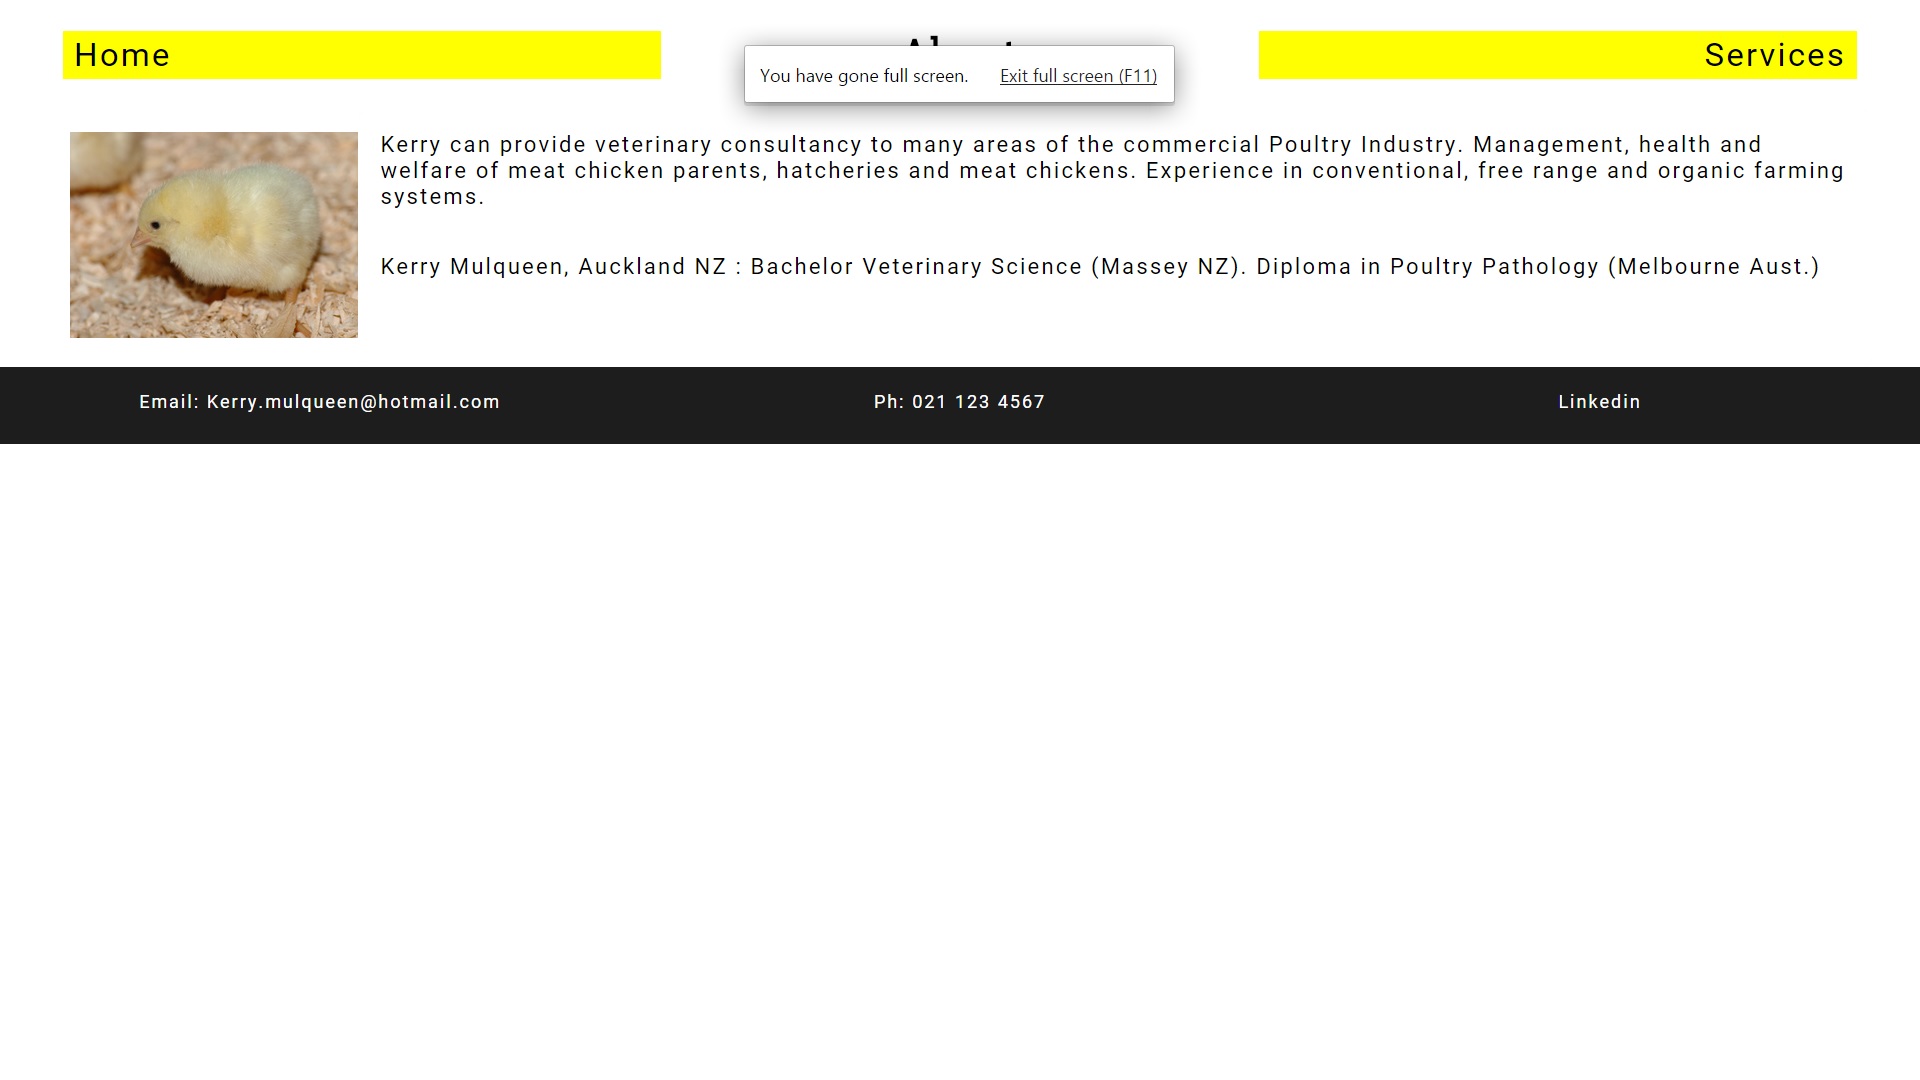 Home
Services
You have gone full screen. Exit full screen (F11)
Kerry can provide veterinary consultancy to many areas of the commercial Poultry Industry. Management, health and
welfare of meat chicken parents, hatcheries and meat chickens. Experience in conventional, free range and organic farming
systems.
Kerry Mulqueen, Auckland NZ : Bachelor Veterinary Science (Massey NZ). Diploma in Poultry Pathology (Melbourne Aust.)
Email: Kerry.mulqueen@hotmail.com
Ph: 021 123 4567
Linkedin